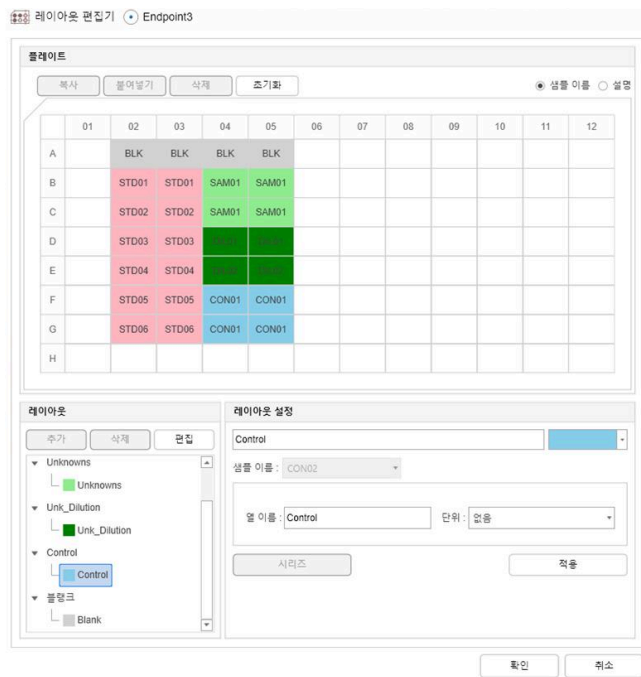 레이아웃 편집기 Endpoint3
플레이트
복사 붙여넣기 삭제 초기화 샘플 이름 설명
01 02 03 04 05 06 07 08 09 10 11 12
A BLK BLK BLK BLK
B STD01 STD01 SAM01 SAM01
C STD02 STD02 SAM01 SAM01
D STD03 STD03
E STD04 STD04
F STD05 STD05 CON01 CON01
G STD06 STD06 CON01 CON01
H
레이아웃 레이아웃 설정
추가 삭제 편집 Control
Unknowns 샘플 이름 : CON02
Unknowns
Unk_Dilution 열 이름 : Control 단위 : 없음
Unk_Dilution
Control
Control 시리즈 적용
블랭크
Blank
확인 취소